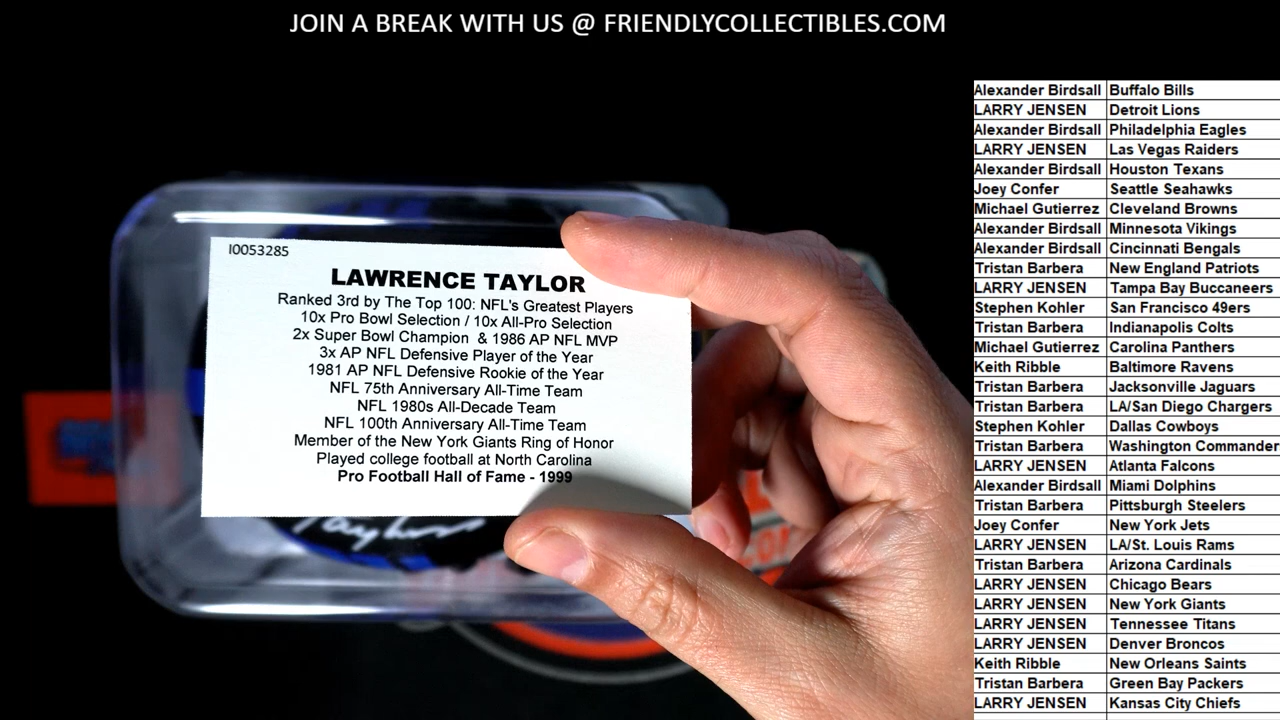 JOIN A BREAK WITH US @ FRIENDLYCOLLECTIBLES.COM
I0053285
LAWRENCE TAYLOR
Ranked 3rd by The Top 100: NFL's Greatest Players
10x Pro Bowl Selection / 10x All-Pro Selection
2x Super Bowl Champion & 1986 AP NFL MVP
3x AP NFL Defensive Player of the Year
1981 AP NFL Defensive Rookie of the Year
NFL 75th Anniversary All-Time Team
NFL 1980s All-Decade Team
NFL 100th Anniversary All-Time Team
Member of the New York Giants Ring of Honor
Played college football at North Carolina
Pro Football Hall of Fame - 1999
Taylor
Alexander Birdsall Buffalo Bills
LARRY JENSEN Detroit Lions
Alexander Birdsall Philadelphia Eagles
LARRY JENSEN Las Vegas Raiders
Alexander Birdsall Houston Texans
Joey Confer Seattle Seahawks
Michael Gutierrez Cleveland Browns
Alexander Birdsall Minnesota Vikings
Alexander Birdsall Cincinnati Bengals
Tristan Barbera New England Patriots
LARRY JENSEN Tampa Bay Buccaneers
Stephen Kohler San Francisco 49ers
Tristan Barbera Indianapolis Colts
Michael Gutierrez Carolina Panthers
Keith Ribble Baltimore Ravens
Tristan Barbera Jacksonville Jaguars
Tristan Barbera LA/San Diego Chargers
Stephen Kohler Dallas Cowboys
Tristan Barbera Washington Commander
LARRY JENSEN Atlanta Falcons
Alexander Birdsall Miami Dolphins
Tristan Barbera Pittsburgh Steelers
Joey Confer New York Jets
LARRY JENSEN LA/St. Louis Rams
Tristan Barbera Arizona Cardinals
LARRY JENSEN Chicago Bears
LARRY JENSEN New York Giants
LARRY JENSEN Tennessee Titans
LARRY JENSEN Denver Broncos
Keith Ribble New Orleans Saints
Tristan Barbera Green Bay Packers
LARRY JENSEN Kansas City Chiefs